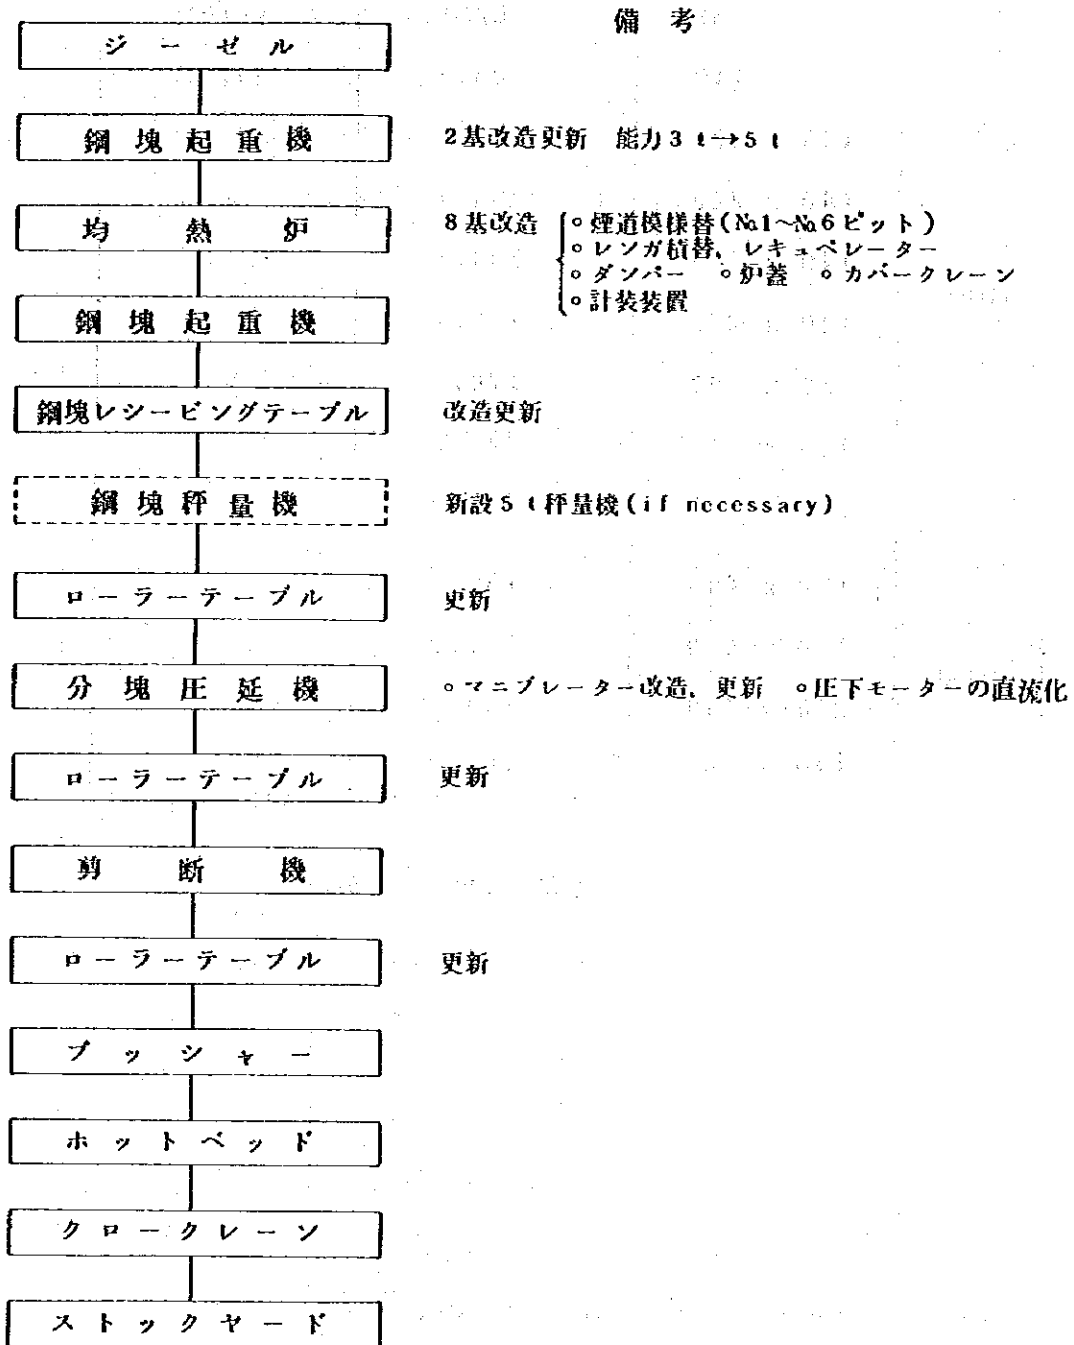 備考
ジーゼル
鋼塊起重機 2基改造更新 能力3t→5t
均熱炉 8基改造 ∘煙道模様替(№1~№6ピット)
∘レンガ積替、レキュペレーター
∘ダンパー ∘炉蓋 ∘カバークレーン
∘計装装置
鋼塊起重機
鋼塊レシービングテーブル 改造更新
鋼塊秤量機 新設5t秤量機(if necessary)
ローラーテーブル 更新
分塊圧延機 ∘マニプレーター改造、更新 ∘圧下モーターの直流化
ローラーテーブル 更新
剪断機
ローラーテーブル 更新
プッシャー
ホットベッド
クロークレーン
ストックヤード